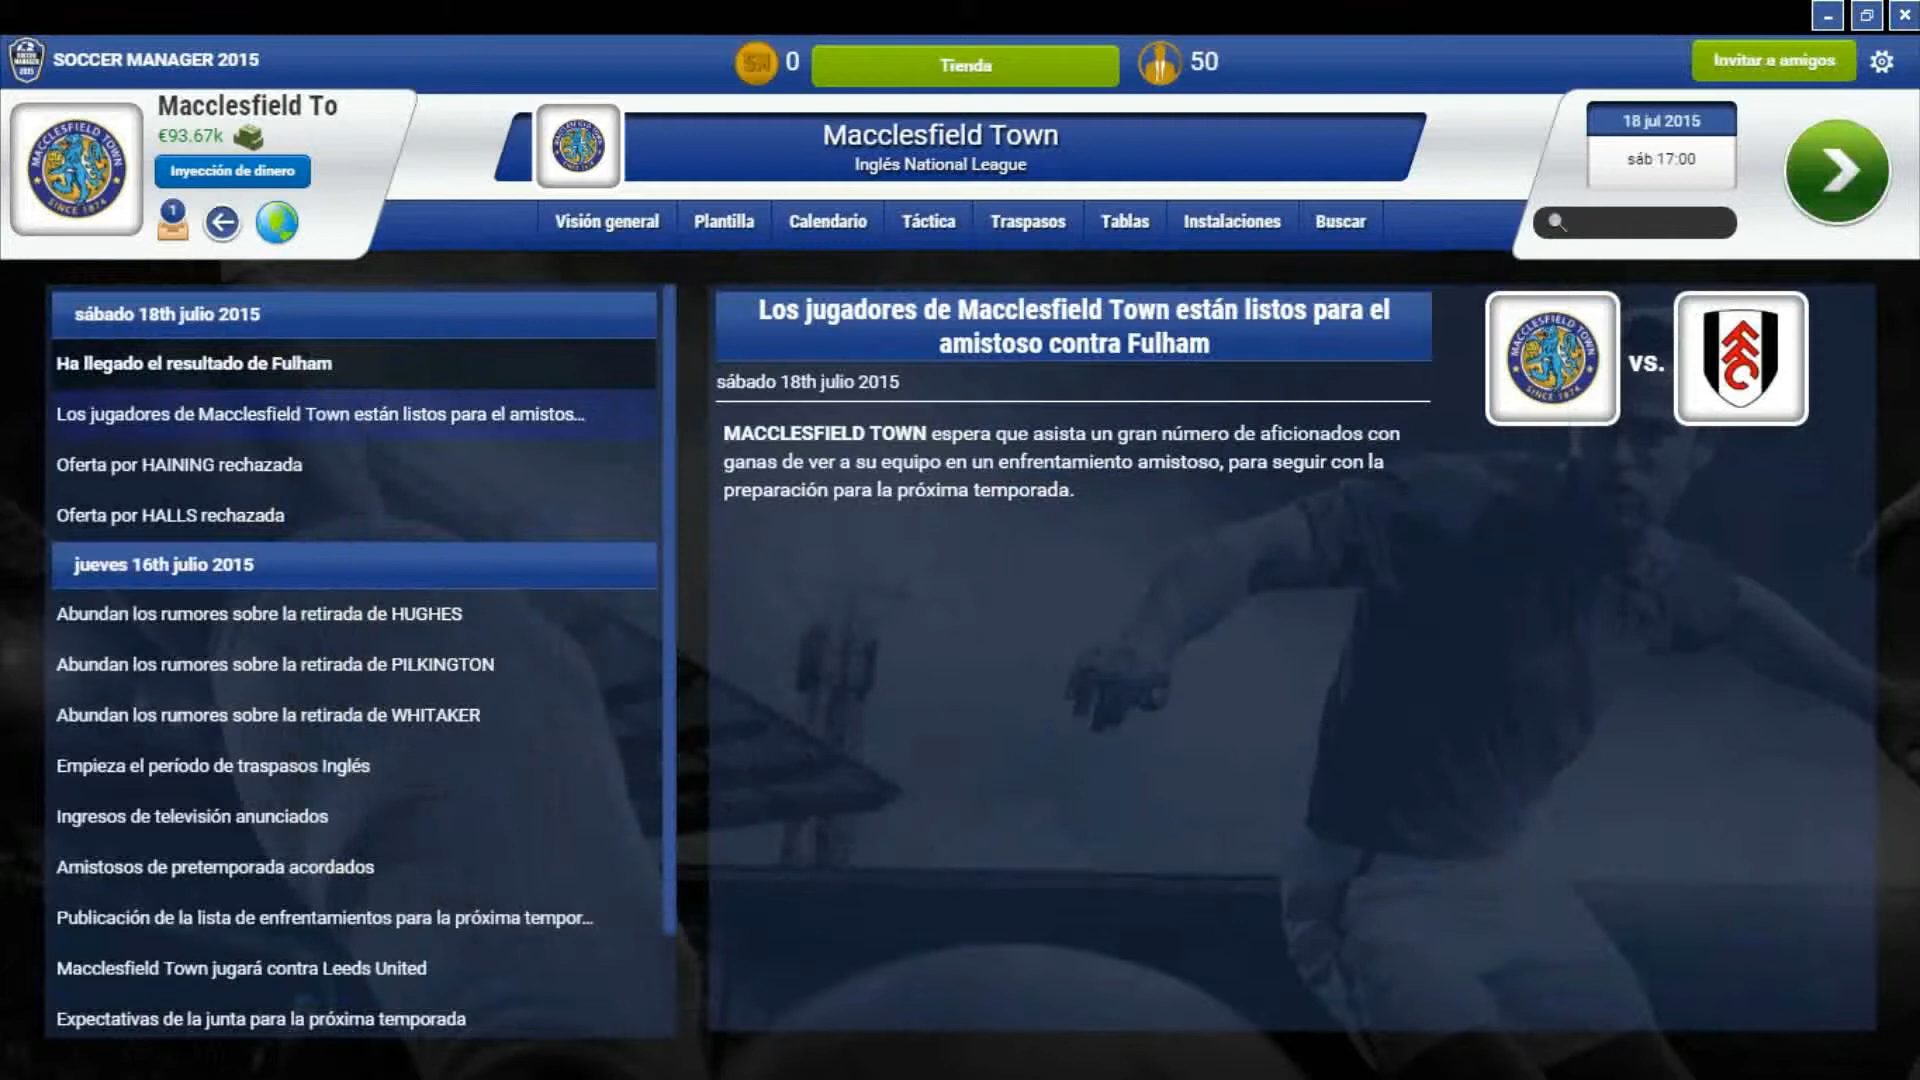 SOCCER MANAGER 2015
0
Tienda
50
Invitar a amigos
Macclesfield To
€93.67k
Inyección de dinero
1
Macclesfield Town
Inglés National League
18 jul 2015
sáb 17:00
Visión general
Plantilla
Calendario
Táctica
Traspasos
Tablas
Instalaciones
Buscar
sábado 18th julio 2015
Ha llegado el resultado de Fulham
Los jugadores de Macclesfield Town están listos para el amistos...
Oferta por HAINING rechazada
Oferta por HALLS rechazada
jueves 16th julio 2015
Abundan los rumores sobre la retirada de HUGHES
Abundan los rumores sobre la retirada de PILKINGTON
Abundan los rumores sobre la retirada de WHITAKER
Empieza el período de traspasos Inglés
Ingresos de televisión anunciados
Amistosos de pretemporada acordados
Publicación de la lista de enfrentamientos para la próxima tempor...
Macclesfield Town jugará contra Leeds United
Expectativas de la junta para la próxima temporada
Los jugadores de Macclesfield Town están listos para el
amistoso contra Fulham
sábado 18th julio 2015
MACCLESFIELD TOWN espera que asista un gran número de aficionados con
ganas de ver a su equipo en un enfrentamiento amistoso, para seguir con la
preparación para la próxima temporada.
MACCLESFIELD TOWN
SINCE 1874
vs.
FFC